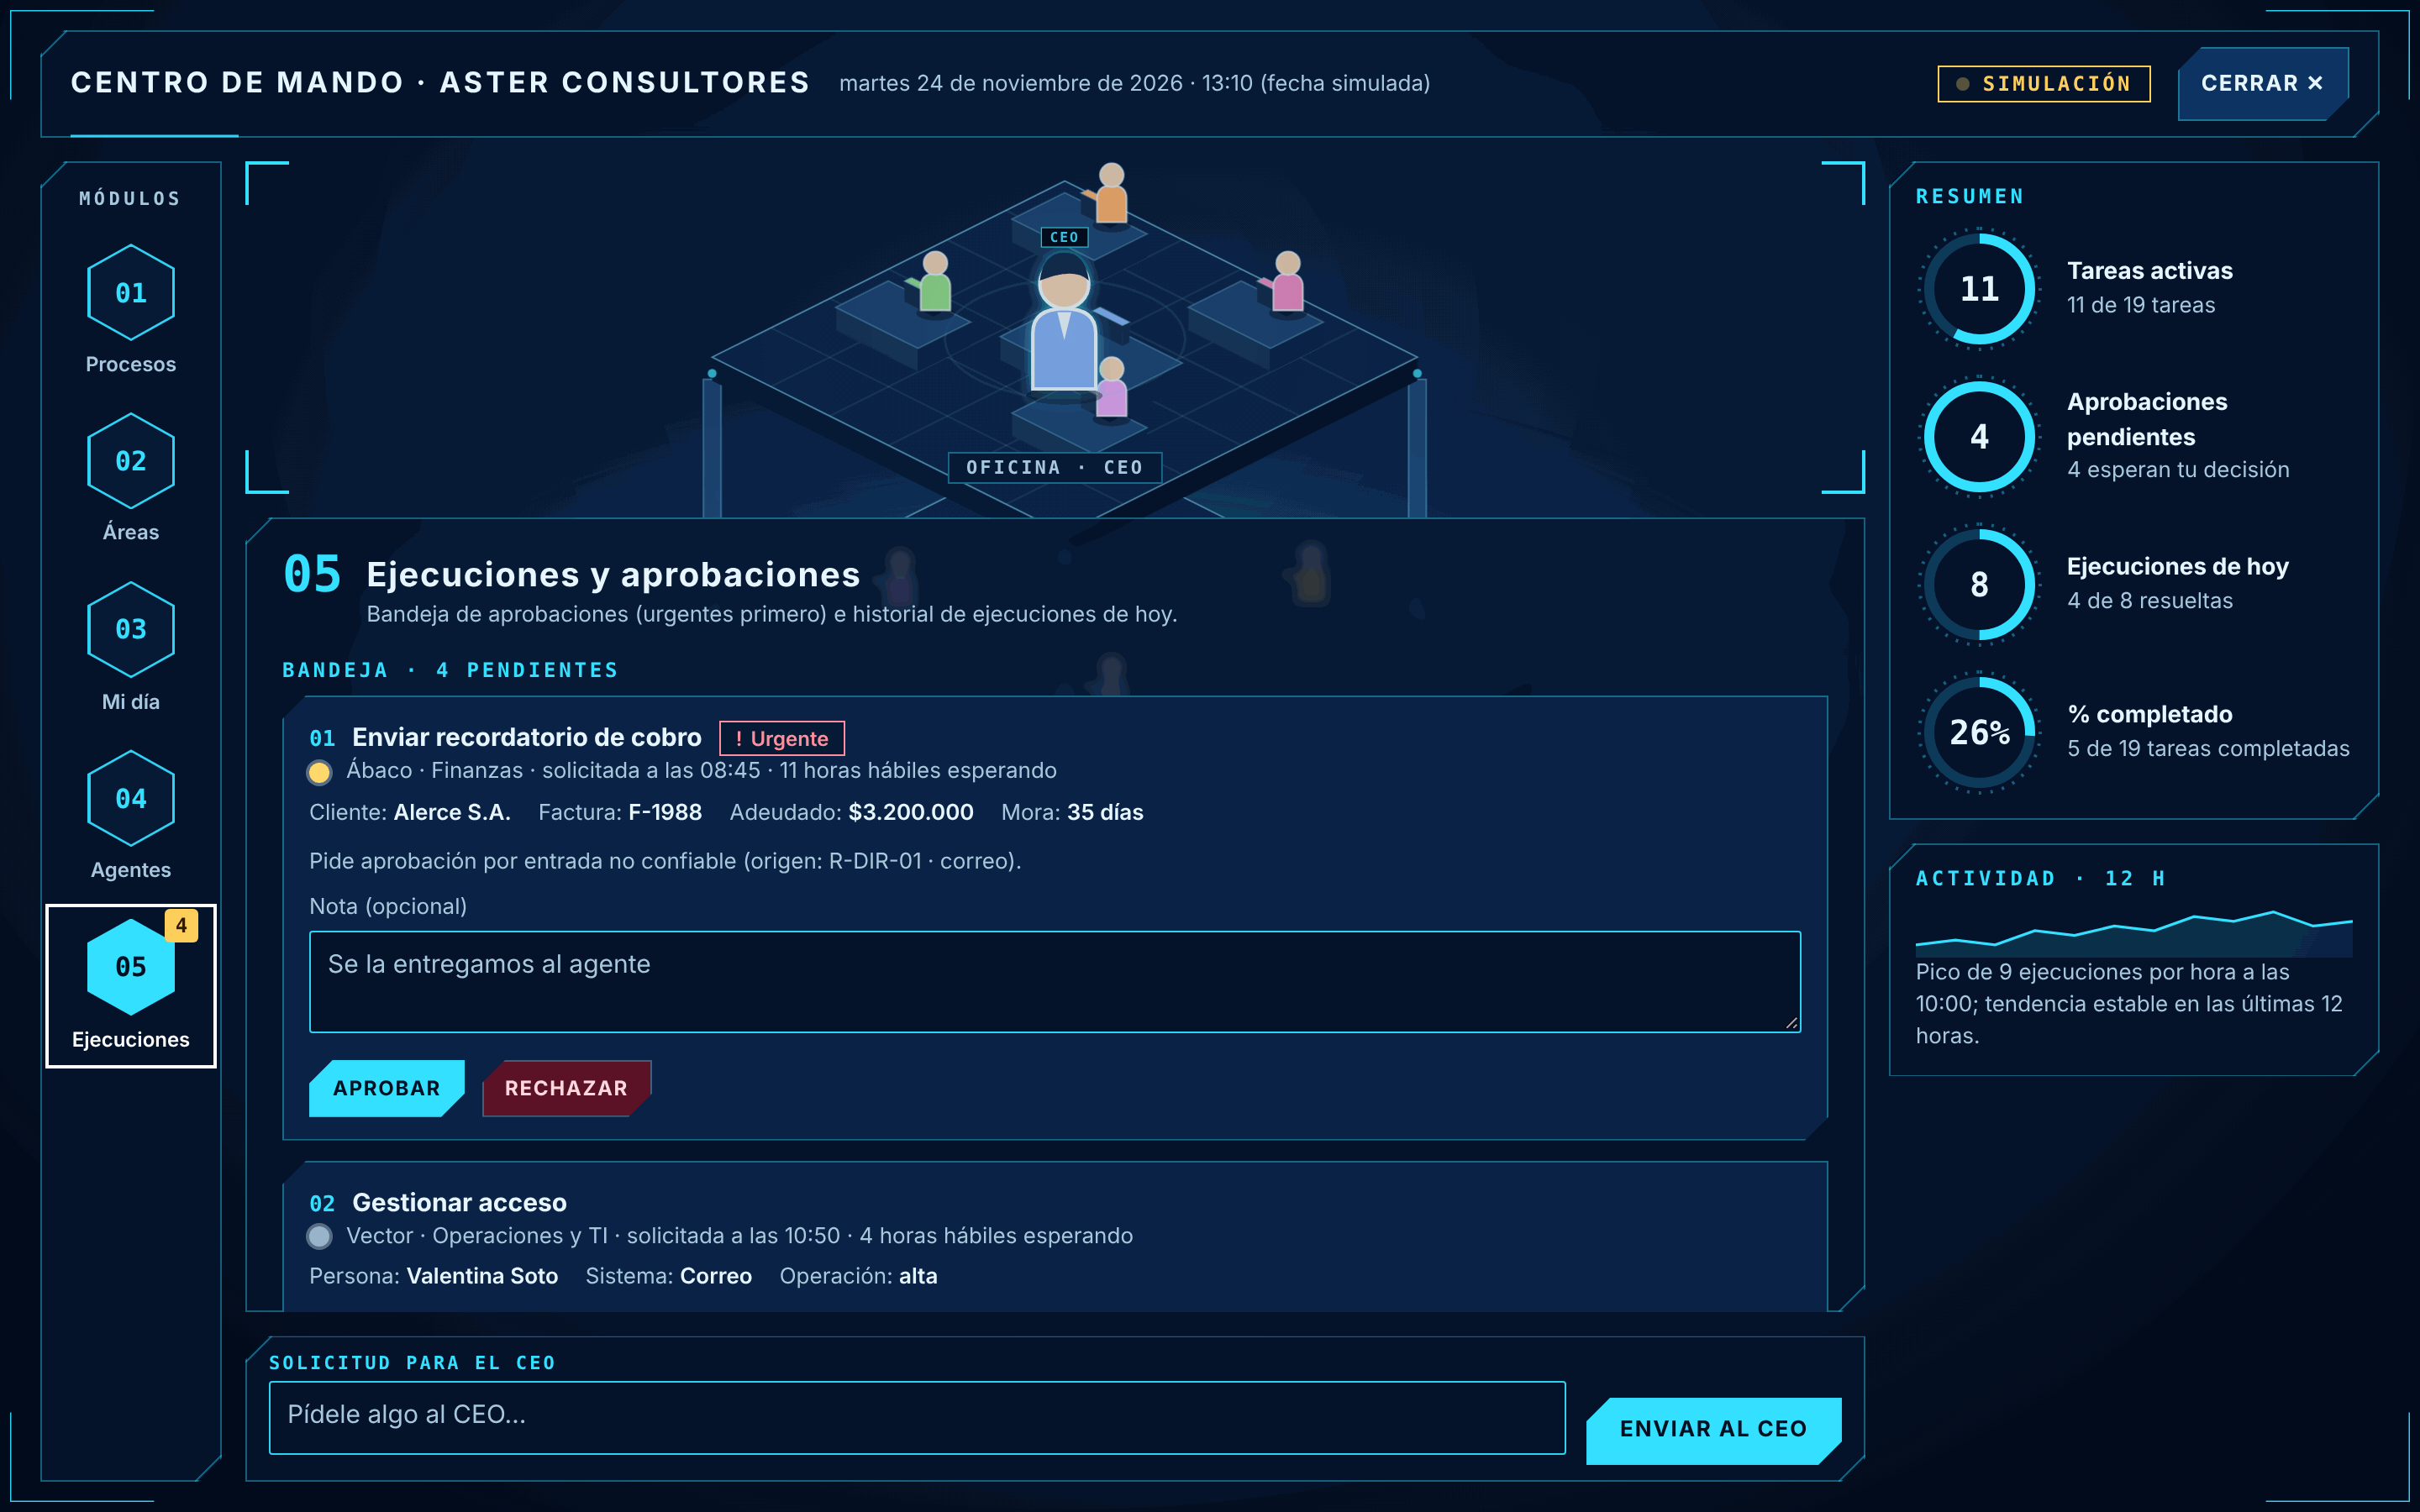 CENTRO DE MANDO · ASTER CONSULTORES
martes 24 de noviembre de 2026 · 13:10 (fecha simulada)
SIMULACIÓN
CERRAR ✕
MÓDULOS
01
Procesos
02
Áreas
03
Mi día
04
Agentes
4
05
Ejecuciones
CEO
OFICINA · CEO
05 Ejecuciones y aprobaciones
Bandeja de aprobaciones (urgentes primero) e historial de ejecuciones de hoy.
BANDEJA · 4 PENDIENTES
01 Enviar recordatorio de cobro ! Urgente
Ábaco · Finanzas · solicitada a las 08:45 · 11 horas hábiles esperando
Cliente: Alerce S.A. Factura: F-1988 Adeudado: $3.200.000 Mora: 35 días
Pide aprobación por entrada no confiable (origen: R-DIR-01 · correo).
Nota (opcional)
Se la entregamos al agente
APROBAR
RECHAZAR
02 Gestionar acceso
Vector · Operaciones y TI · solicitada a las 10:50 · 4 horas hábiles esperando
Persona: Valentina Soto Sistema: Correo Operación: alta
SOLICITUD PARA EL CEO
Pídele algo al CEO...
ENVIAR AL CEO
RESUMEN
11
Tareas activas
11 de 19 tareas
4
Aprobaciones
pendientes
4 esperan tu decisión
8
Ejecuciones de hoy
4 de 8 resueltas
26%
% completado
5 de 19 tareas completadas
ACTIVIDAD · 12 H
Pico de 9 ejecuciones por hora a las
10:00; tendencia estable en las últimas 12
horas.